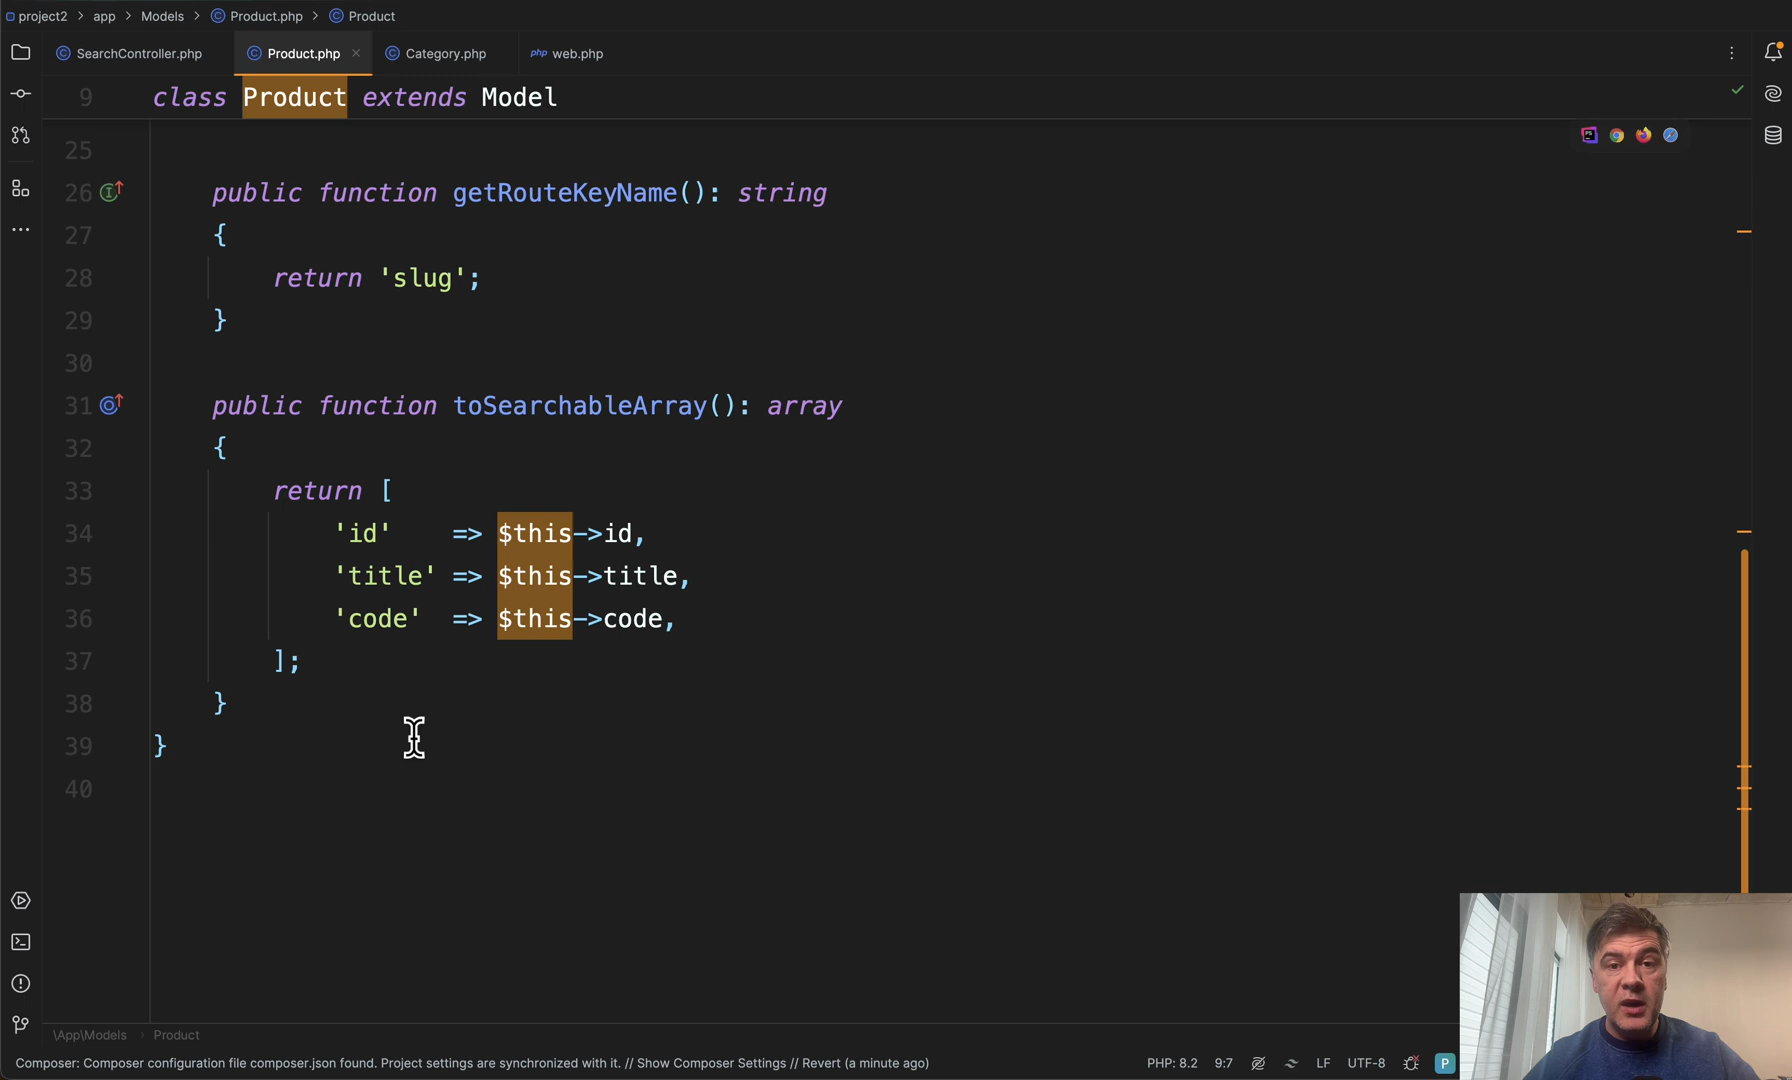 project2 > app > Models > Product.php > Product
SearchController.php
Product.php
Category.php
php web.php
9 class Product extends Model
25
26 public function getRouteKeyName(): string
27 {
28 return 'slug';
29 }
30
31 public function toSearchableArray(): array
32 {
33 return [
34 'id' => $this->id,
35 'title' => $this->title,
36 'code' => $this->code,
37 ];
38 }
39 }
40
\App\Models > Product
Composer: Composer configuration file composer.json found. Project settings are synchronized with it. // Show Composer Settings // Revert (a minute ago)
PHP: 8.2 9:7 LF UTF-8 P